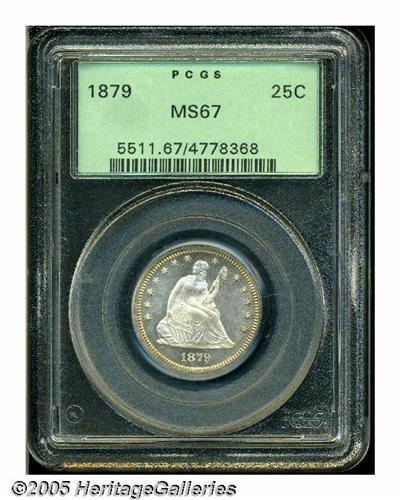 PCGS
1879 25C
MS67
5511.67/4778368
1879
PCGS
©2005 HeritageGalleries